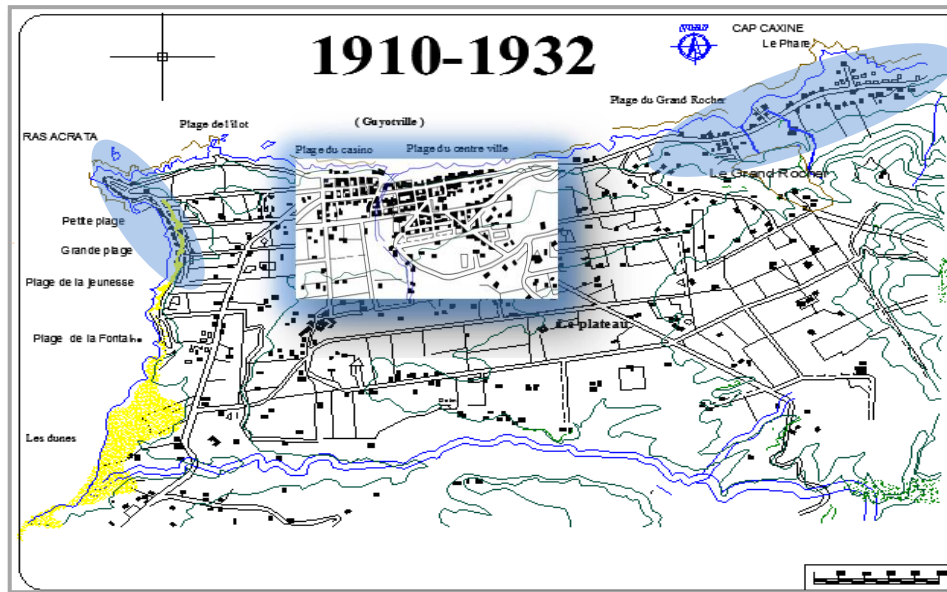 1910-1932
NORD
CAP CAXINE
Le Phare
Plage du Grand Rocher
Plage de l'ilot
( Guyotville )
RAS ACRATA
Plage du casino
Plage du centre ville
Le Grand Rocher
Petite plage
Grande plage
Plage de la jeunesse
Le plateau
Plage de la Fontaine
Les dunes